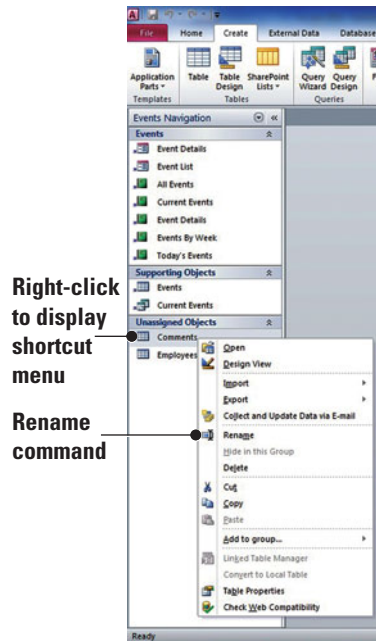 A
File
Home
Create
External Data
Database
Application Parts
Table
Table Design
SharePoint Lists
Query Wizard
Query Design
Templates
Tables
Queries
Events Navigation
Events
Event Details
Event List
All Events
Current Events
Event Details
Events By Week
Today's Events
Supporting Objects
Events
Current Events
Unassigned Objects
Comments
Employees
Right-click
to display
shortcut
menu
Rename
command
Open
Design View
Import
Export
Collect and Update Data via E-mail
Rename
Hide in this Group
Delete
Cut
Copy
Paste
Add to group...
Linked Table Manager
Convert to Local Table
Table Properties
Check Web Compatibility
Ready